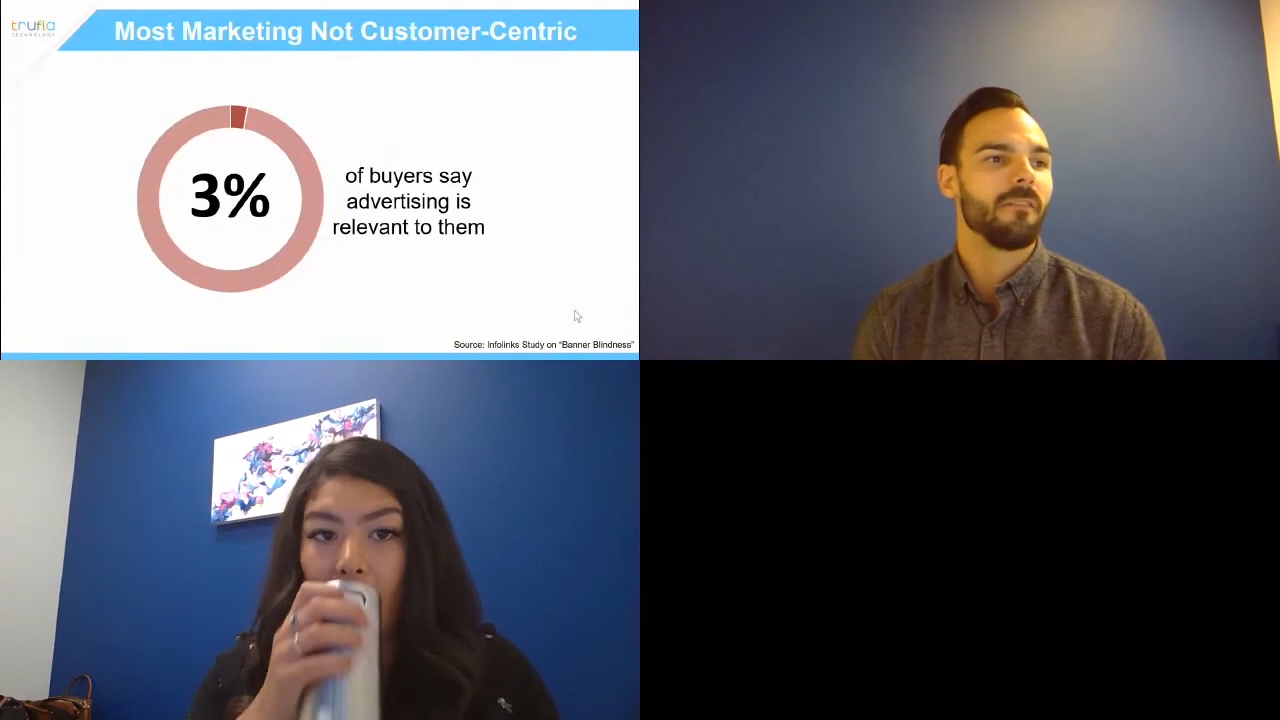 trufla
TECHNOLOGY
Most Marketing Not Customer-Centric
3%
of buyers say
advertising is
relevant to them
Source: Infolinks Study on "Banner Blindness"